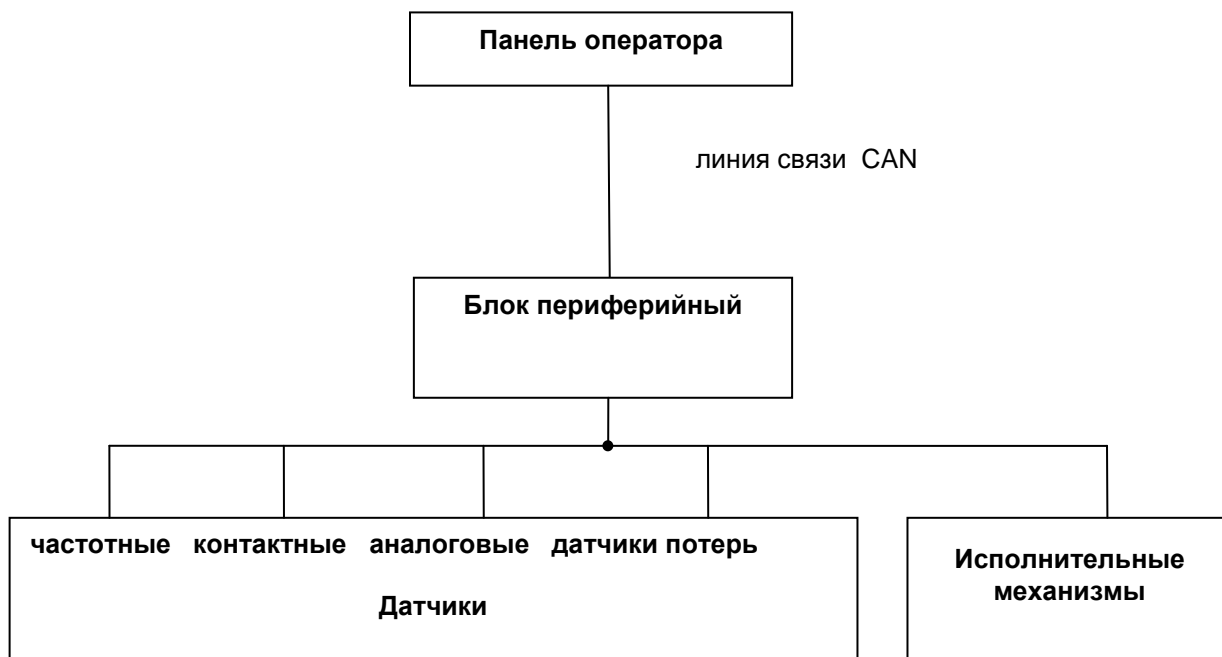 Панель оператора
линия связи CAN
Блок периферийный
частотные контактные аналоговые датчики потерь
Датчики
Исполнительные
механизмы